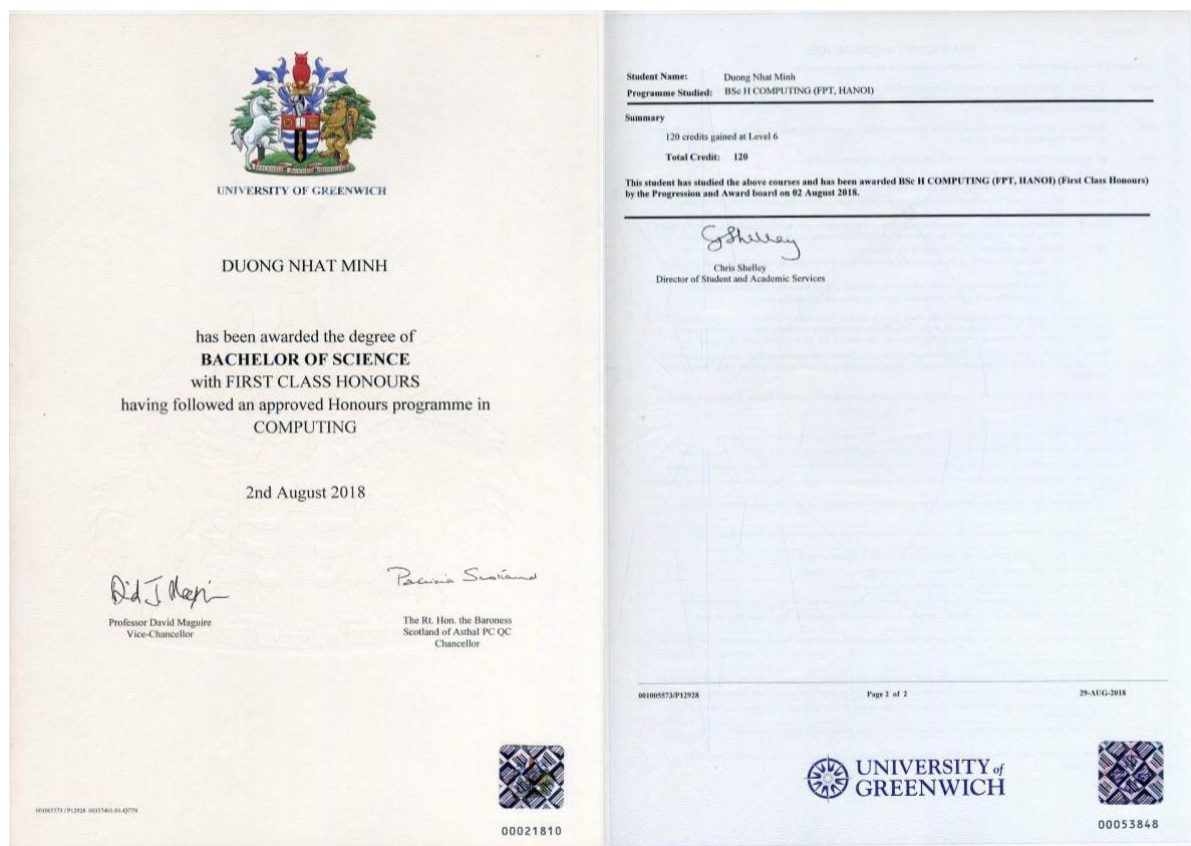 UNIVERSITY OF GREENWICH
DUONG NHAT MINH
has been awarded the degree of
BACHELOR OF SCIENCE
with FIRST CLASS HONOURS
having followed an approved Honours programme in
COMPUTING
2nd August 2018
Professor David Maguire
Vice-Chancellor
The Rt. Hon. the Baroness
Scotland of Asthal PC QC
Chancellor
00021810
Student Name: Duong Nhat Minh
Programme Studied: BSc H COMPUTING (FPT, HANOI)
Summary
120 credits gained at Level 6
Total Credit: 120
This student has studied the above courses and has been awarded BSc H COMPUTING (FPT, HANOI) (First Class Honours)
by the Progression and Award board on 02 August 2018.
Chris Shelley
Director of Student and Academic Services
001005573/P12928 Page 2 of 2 29-AUG-2018
UNIVERSITY of
GREENWICH
00053848